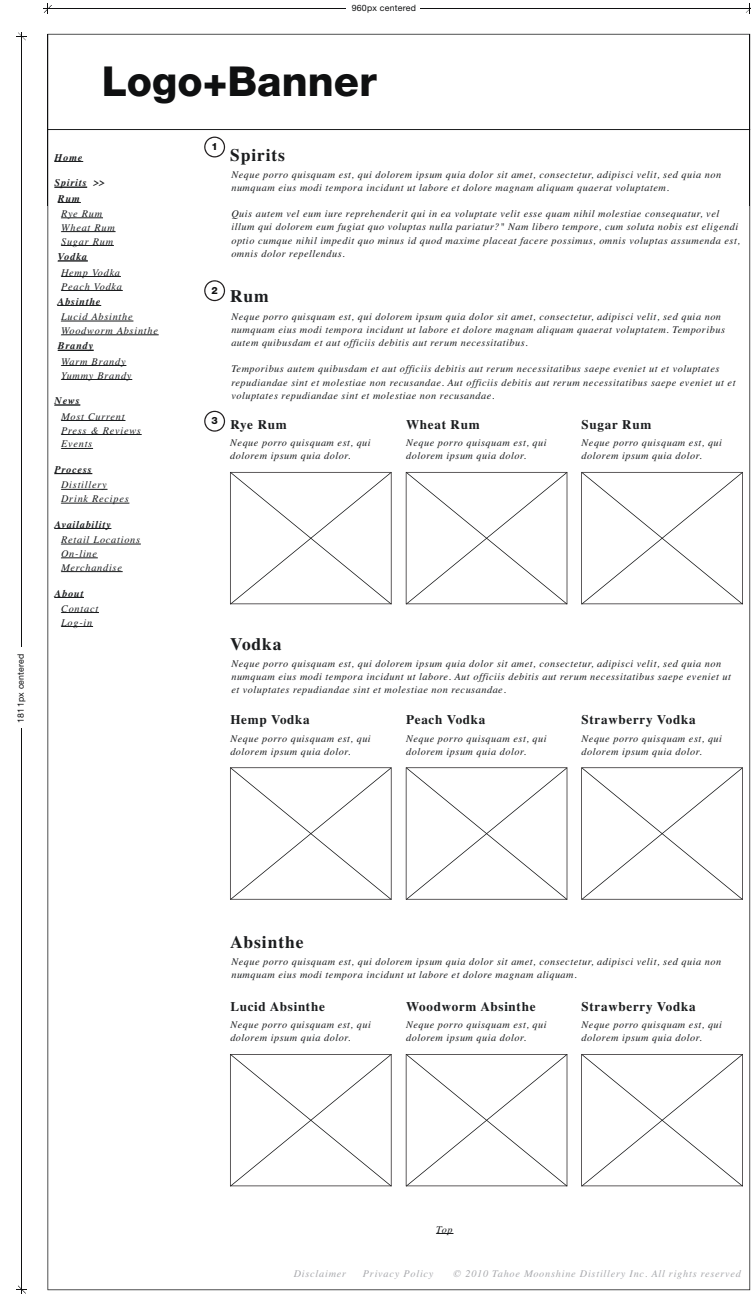 960px centered
Logo+Banner
1811px centered
Home
Spirits >>
Rum
Rye Rum
Wheat Rum
Sugar Rum
Vodka
Hemp Vodka
Peach Vodka
Absinthe
Lucid Absinthe
Woodworm Absinthe
Brandy
Warm Brandy
Yummy Brandy
News
Most Current
Press & Reviews
Events
Process
Distillery
Drink Recipes
Availability
Retail Locations
On-line
Merchandise
About
Contact
Log-in
1
Spirits
Neque porro quisquam est, qui dolorem ipsum quia dolor sit amet, consectetur, adipisci velit, sed quia non
numquam eius modi tempora incidunt ut labore et dolore magnam aliquam quaerat voluptatem.
Quis autem vel eum iure reprehenderit qui in ea voluptate velit esse quam nihil molestiae consequatur, vel
illum qui dolorem eum fugiat quo voluptas nulla pariatur?" Nam libero tempore, cum soluta nobis est eligendi
optio cumque nihil impedit quo minus id quod maxime placeat facere possimus, omnis voluptas assumenda est,
omnis dolor repellendus.
2
Rum
Neque porro quisquam est, qui dolorem ipsum quia dolor sit amet, consectetur, adipisci velit, sed quia non
numquam eius modi tempora incidunt ut labore et dolore magnam aliquam quaerat voluptatem. Temporibus
autem quibusdam et aut officiis debitis aut rerum necessitatibus.
Temporibus autem quibusdam et aut officiis debitis aut rerum necessitatibus saepe eveniet ut et voluptates
repudiandae sint et molestiae non recusandae. Aut officiis debitis aut rerum necessitatibus saepe eveniet ut et
voluptates repudiandae sint et molestiae non recusandae.
3
Rye Rum
Neque porro quisquam est, qui
dolorem ipsum quia dolor.
Wheat Rum
Neque porro quisquam est, qui
dolorem ipsum quia dolor.
Sugar Rum
Neque porro quisquam est, qui
dolorem ipsum quia dolor.
Vodka
Neque porro quisquam est, qui dolorem ipsum quia dolor sit amet, consectetur, adipisci velit, sed quia non
numquam eius modi tempora incidunt ut labore. Aut officiis debitis aut rerum necessitatibus saepe eveniet ut
et voluptates repudiandae sint et molestiae non recusandae.
Hemp Vodka
Neque porro quisquam est, qui
dolorem ipsum quia dolor.
Peach Vodka
Neque porro quisquam est, qui
dolorem ipsum quia dolor.
Strawberry Vodka
Neque porro quisquam est, qui
dolorem ipsum quia dolor.
Absinthe
Neque porro quisquam est, qui dolorem ipsum quia dolor sit amet, consectetur, adipisci velit, sed quia non
numquam eius modi tempora incidunt ut labore et dolore magnam aliquam.
Lucid Absinthe
Neque porro quisquam est, qui
dolorem ipsum quia dolor.
Woodworm Absinthe
Neque porro quisquam est, qui
dolorem ipsum quia dolor.
Strawberry Vodka
Neque porro quisquam est, qui
dolorem ipsum quia dolor.
Top
Disclaimer Privacy Policy © 2010 Tahoe Moonshine Distillery Inc. All rights reserved